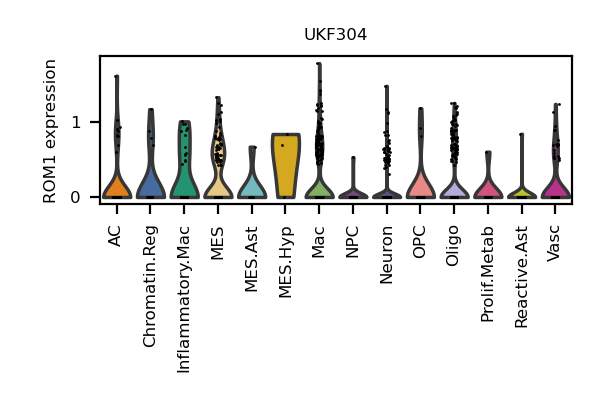 UKF304
ROM1 expression
1
0
AC
Chromatin.Reg
Inflammatory.Mac
MES
MES.Ast
MES.Hyp
Mac
NPC
Neuron
OPC
Oligo
Prolif.Metab
Reactive.Ast
Vasc